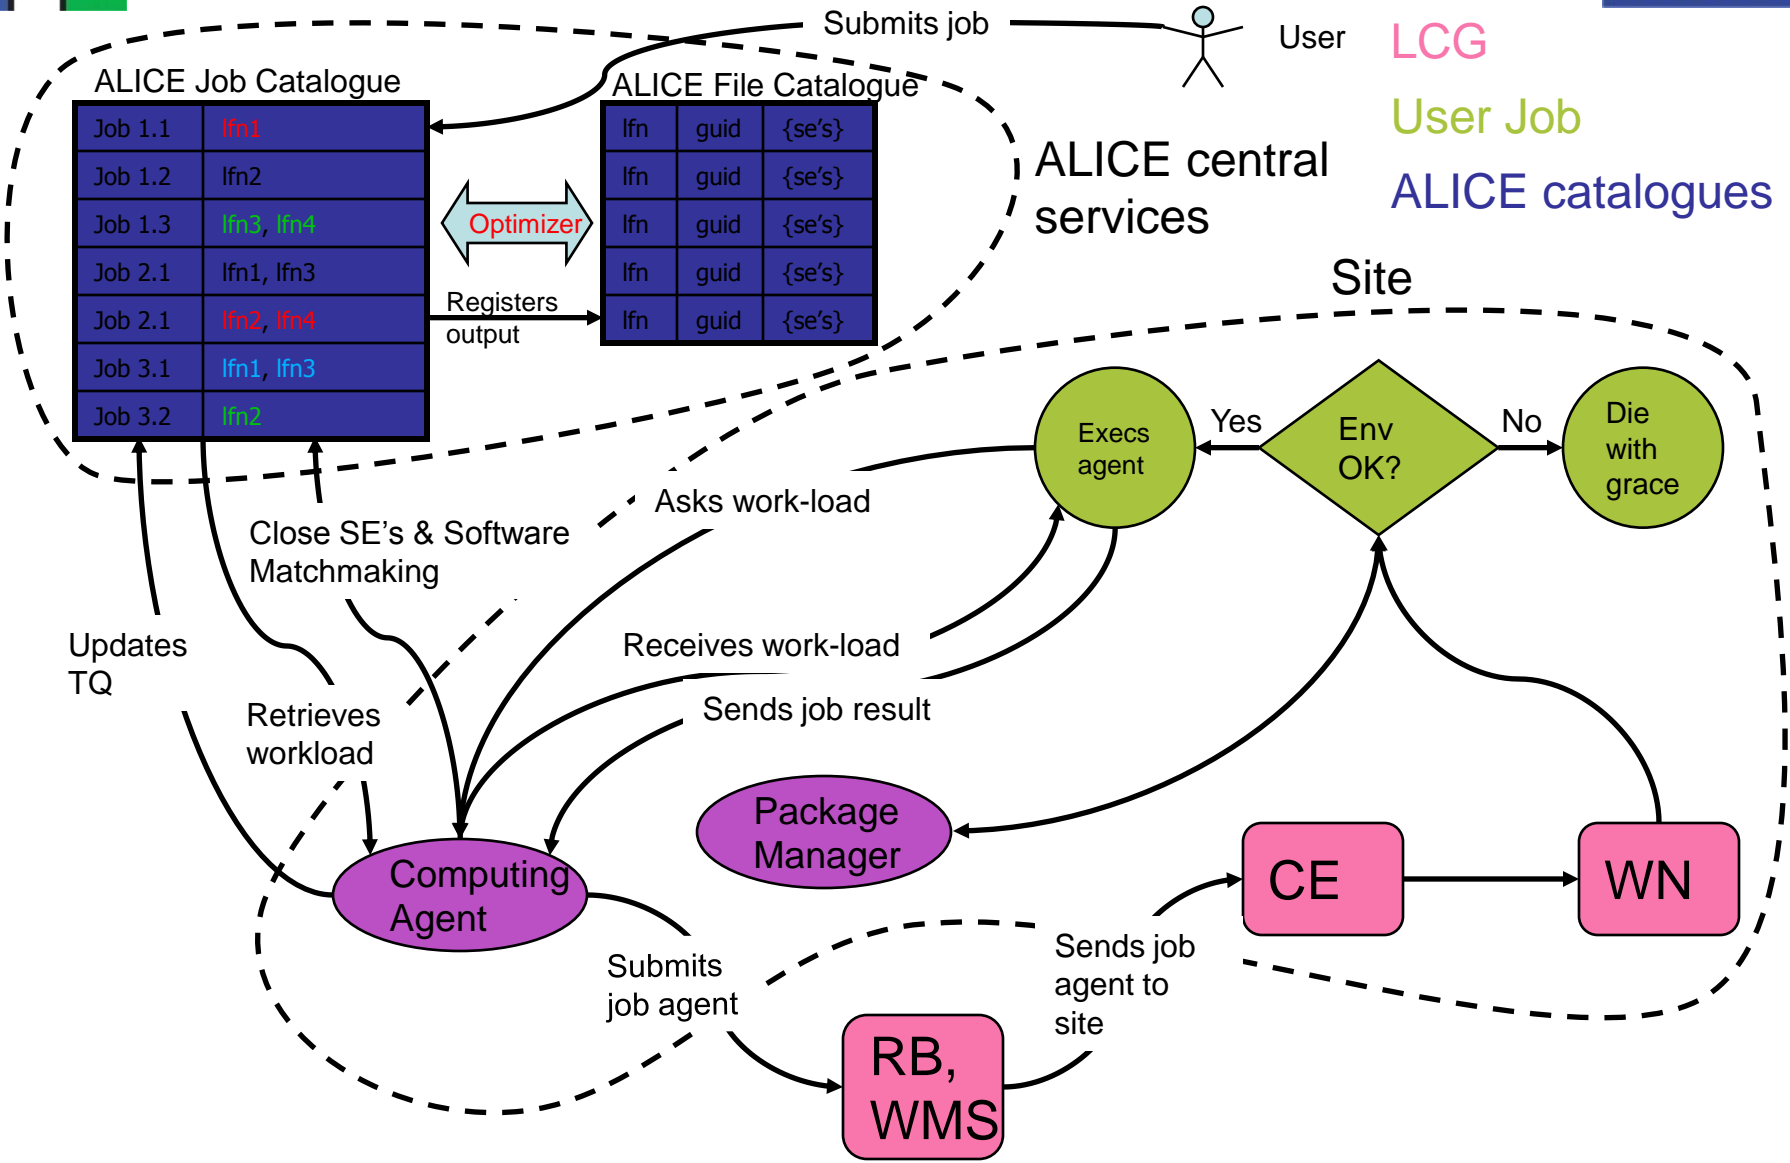 Submits job
User
LCG
User Job
ALICE catalogues
ALICE Job Catalogue
ALICE File Catalogue
Job 1.1 lfn1
Job 1.2 lfn2
Job 1.3 lfn3, lfn4
Job 2.1 lfn1, lfn3
Job 2.1 lfn2, lfn4
Job 3.1 lfn1, lfn3
Job 3.2 lfn2
Optimizer
Registers
output
lfn guid {se's}
lfn guid {se's}
lfn guid {se's}
lfn guid {se's}
lfn guid {se's}
ALICE central
services
Site
Execs
agent
Yes
Env
OK?
No
Die
with
grace
Asks work-load
Close SE's & Software
Matchmaking
Updates
TQ
Receives work-load
Retrieves
workload
Sends job result
Package
Manager
Computing
Agent
CE
WN
Submits
job agent
Sends job
agent to
site
RB,
WMS